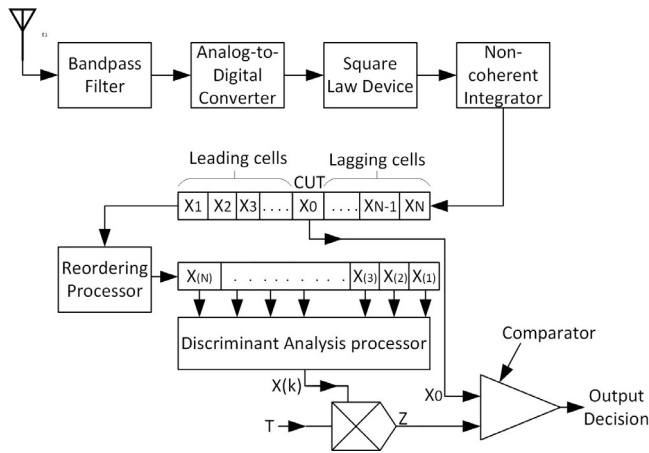 Bandpass
Filter
Analog-to-
Digital
Converter
Square
Law Device
Non-
coherent
Integrator
Leading cells
CUT
Lagging cells
X1 X2 X3 .... X0 .... XN-1 XN
Reordering
Processor
X(N) . . . . . . . . . X(3) X(2) X(1)
Discriminant Analysis processor
X(k)
T
Z
X0
Comparator
Output
Decision